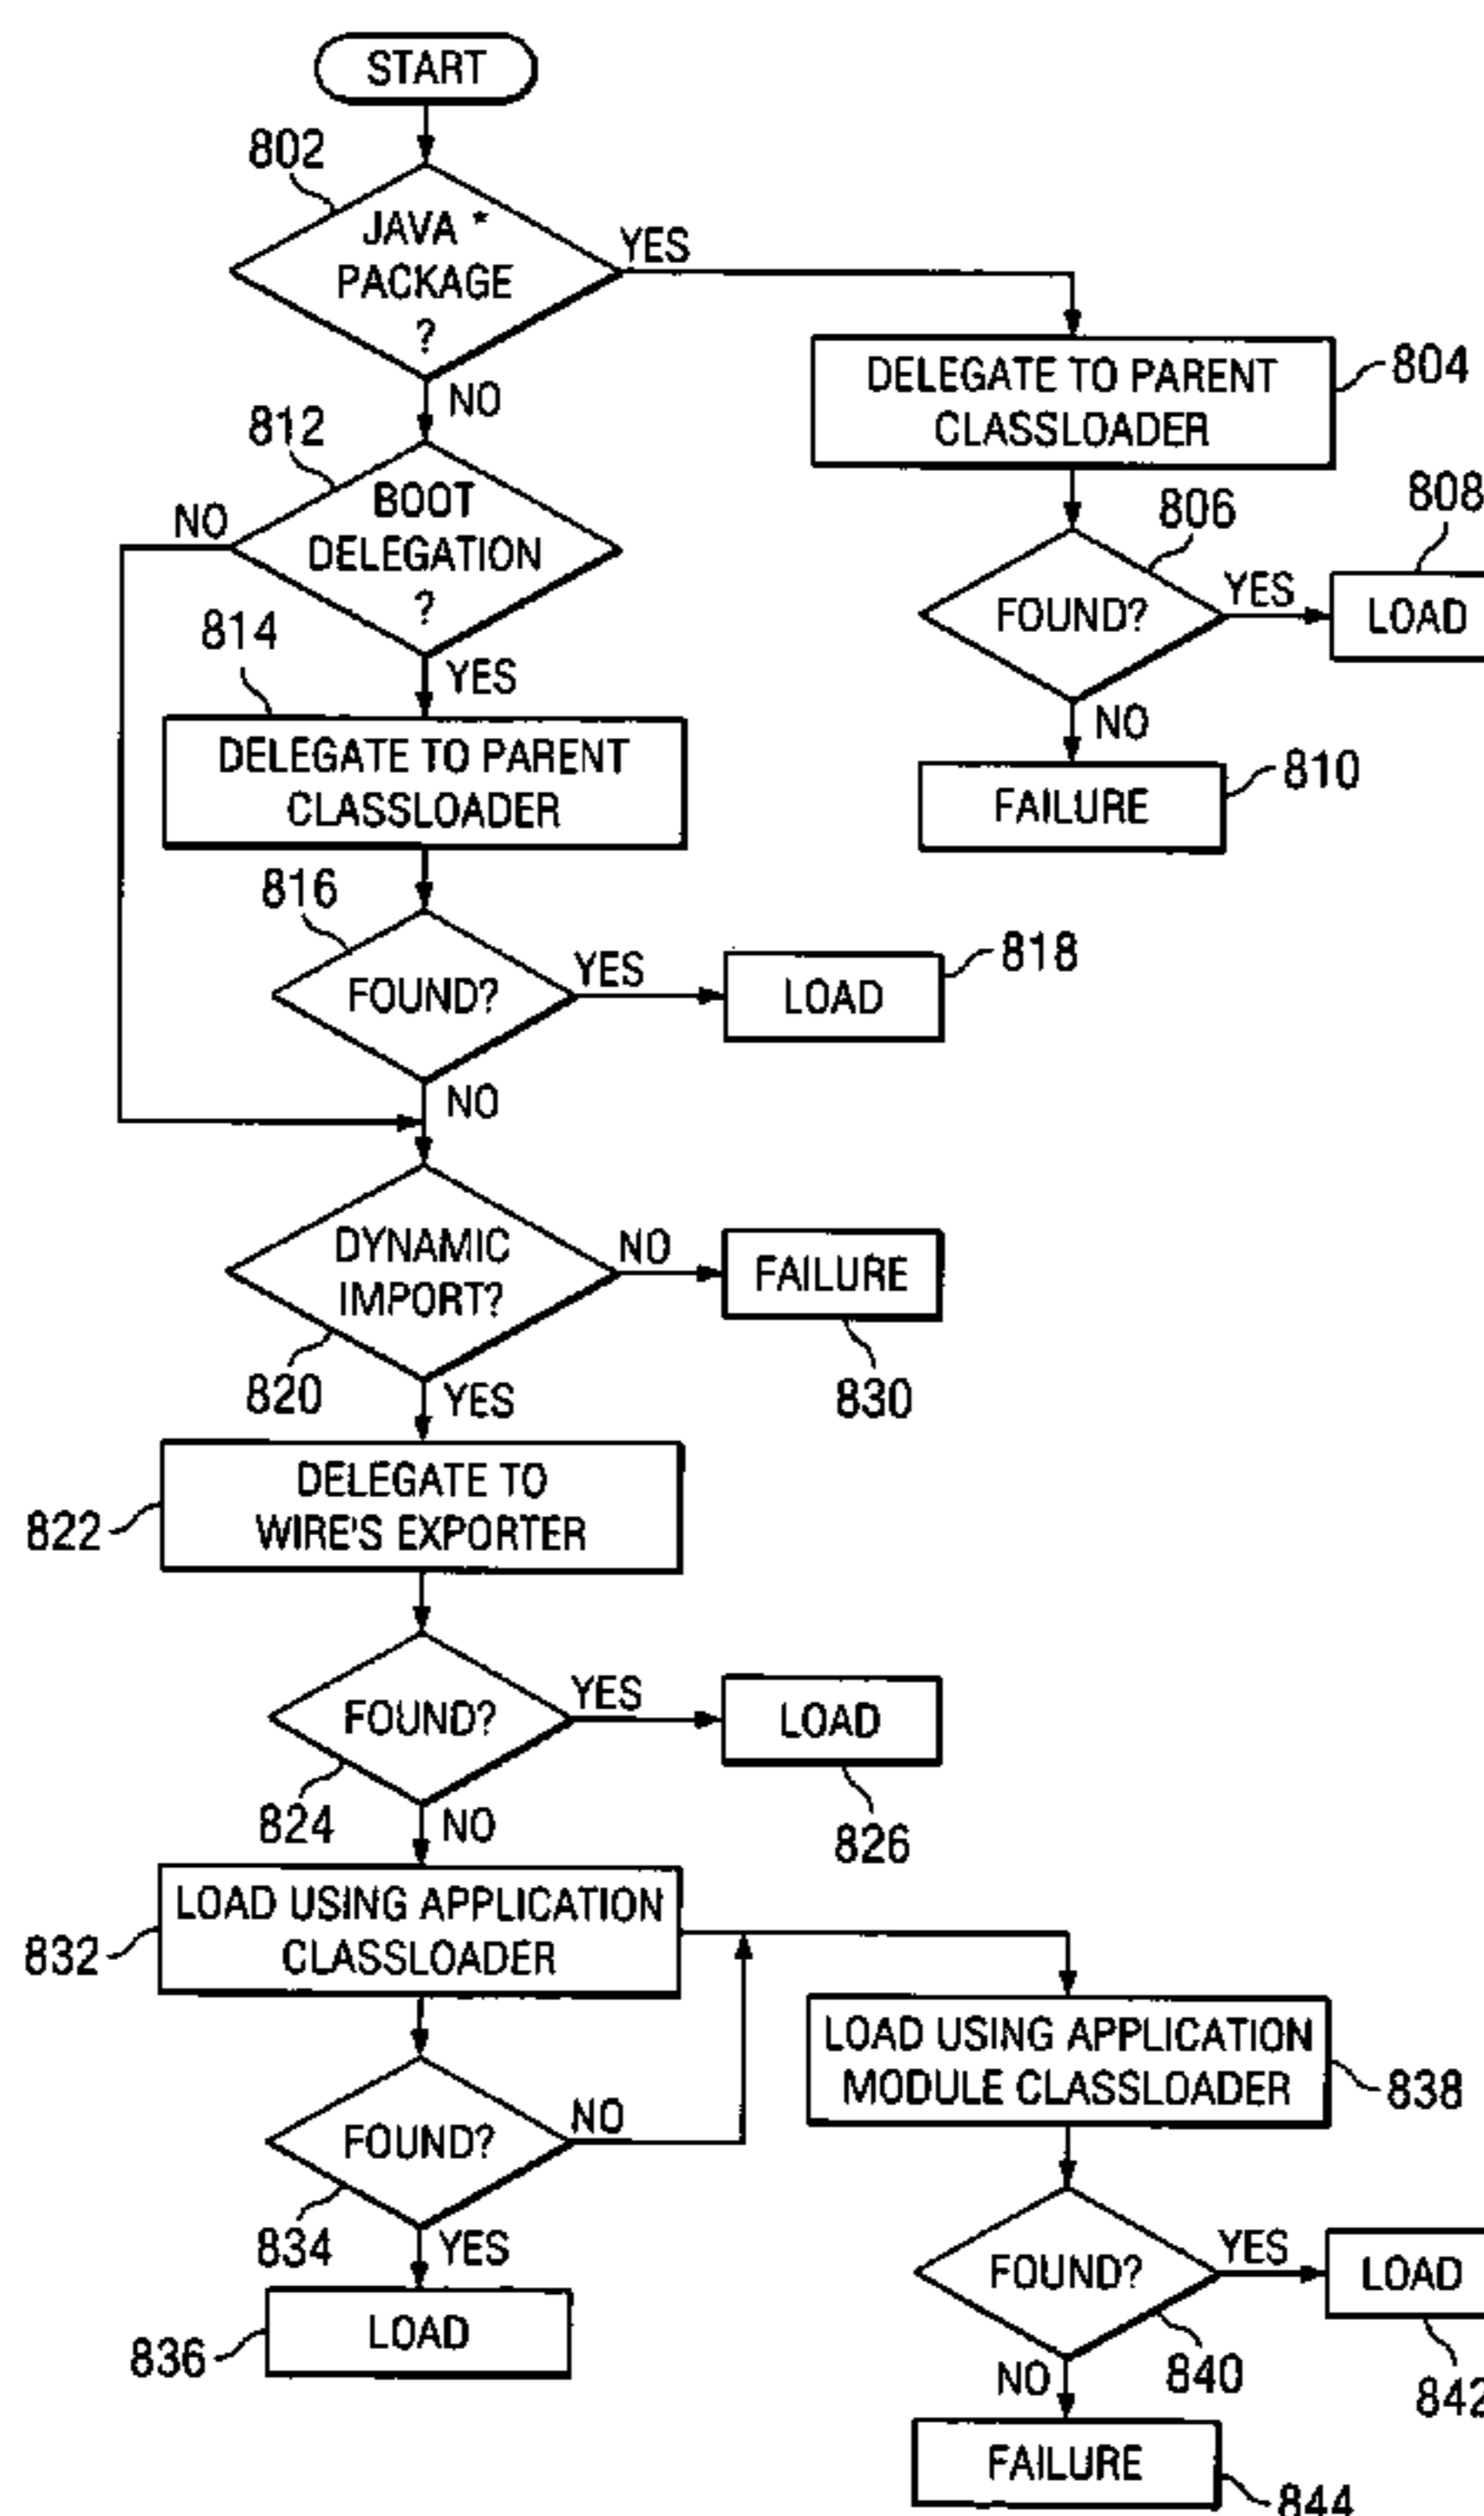 START
802
JAVA *
PACKAGE
?
YES
NO
DELEGATE TO PARENT
CLASSLOADER
804
806
808
FOUND?
YES
LOAD
NO
FAILURE
810
812
BOOT
DELEGATION
?
NO
YES
814
DELEGATE TO PARENT
CLASSLOADER
816
FOUND?
YES
LOAD
818
NO
DYNAMIC
IMPORT?
NO
FAILURE
820
830
YES
822
DELEGATE TO
WIRE'S EXPORTER
FOUND?
YES
LOAD
824
826
NO
832
LOAD USING APPLICATION
CLASSLOADER
FOUND?
NO
834
YES
836
LOAD
LOAD USING APPLICATION
MODULE CLASSLOADER
838
FOUND?
YES
LOAD
840
842
NO
FAILURE
844